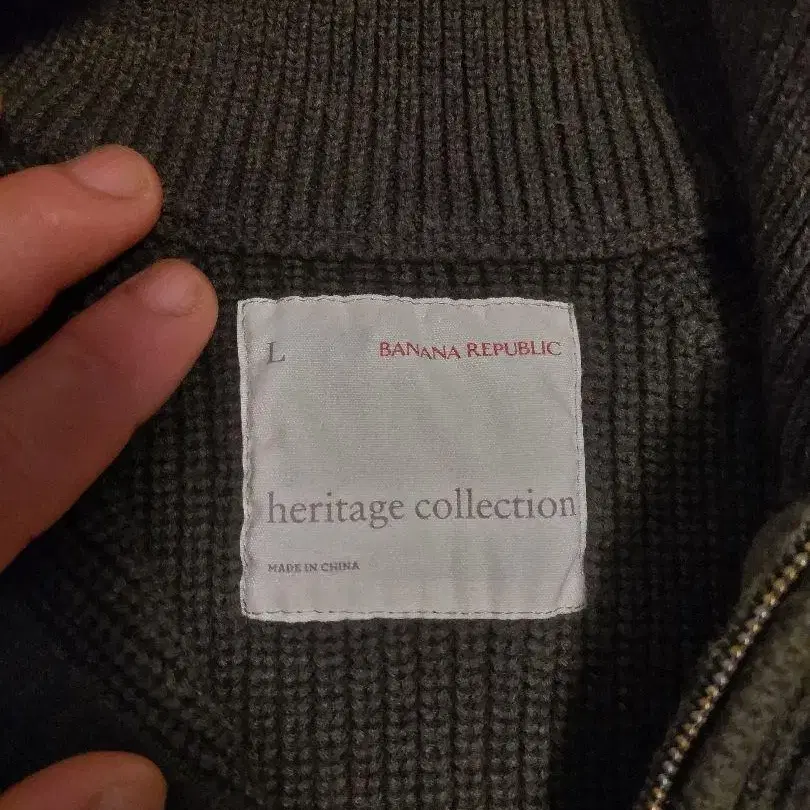 L
BANANA REPUBLIC
heritage collection
MADE IN CHINA